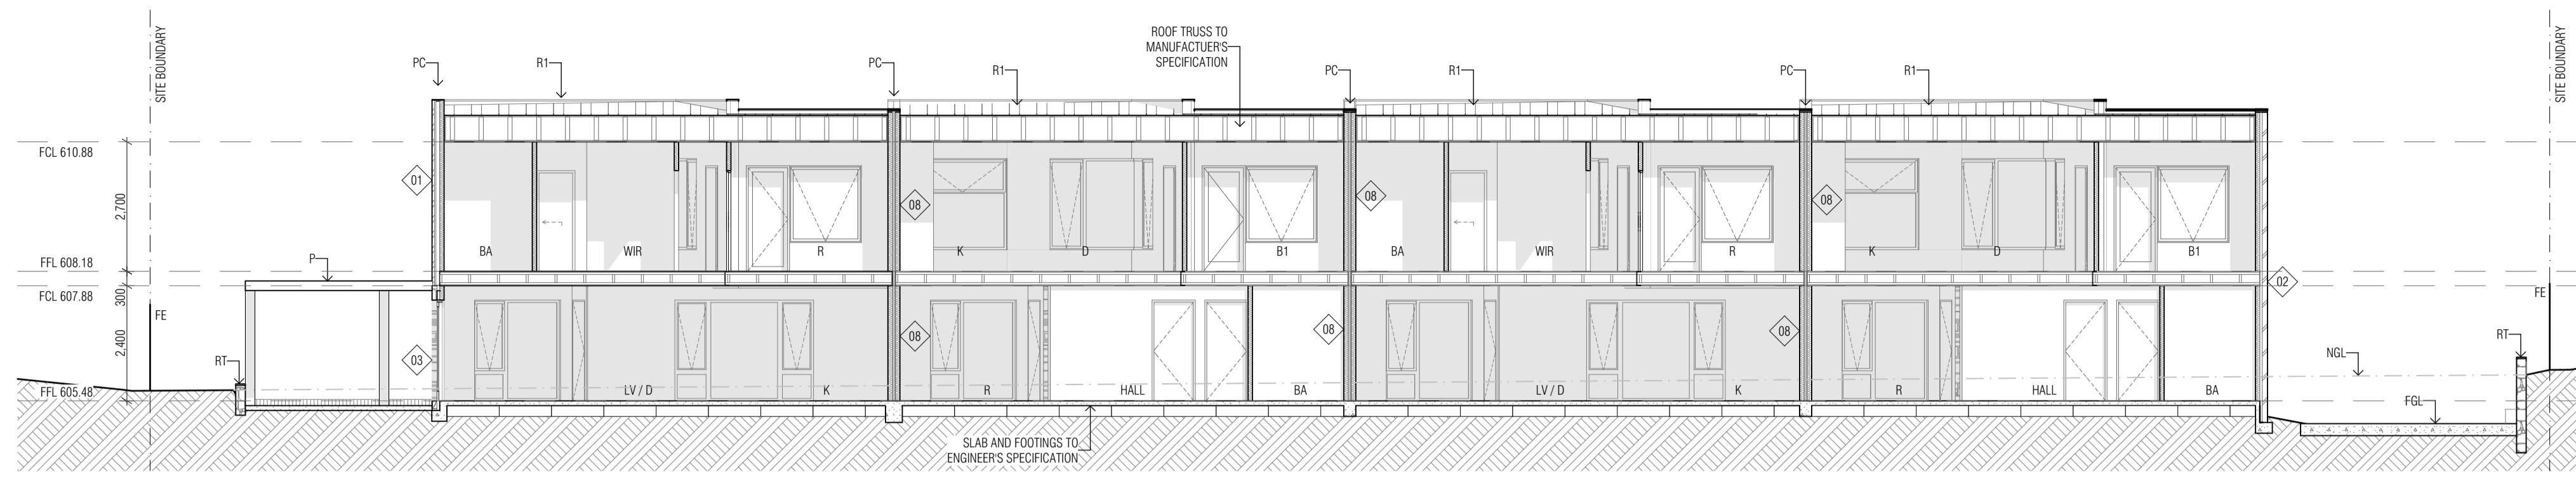 SITE BOUNDARY
SITE BOUNDARY
ROOF TRUSS TO
MANUFACTUER'S
SPECIFICATION
PC
R1
PC
R1
PC
R1
PC
R1
FCL 610.88
01
2,700
08
08
08
BA
WIR
R
K
D
B1
BA
WIR
R
K
D
B1
FFL 608.18
P
02
FCL 607.88
300
FE
FE
2,400
03
08
08
08
RT
RT
NGL
FFL 605.48
LV / D
K
R
HALL
BA
LV / D
K
R
HALL
BA
FGL
SLAB AND FOOTINGS TO
ENGINEER'S SPECIFICATION